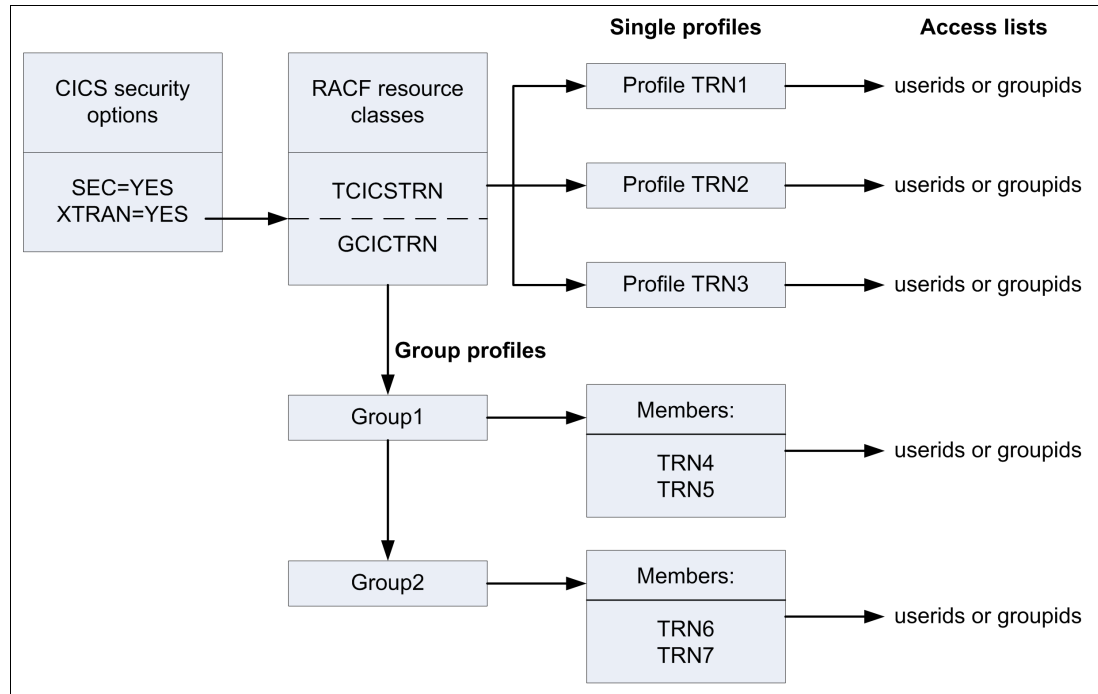 Single profiles
Access lists
CICS security
options
SEC=YES
XTRAN=YES
RACF resource
classes
TCICSTRN
GCICTRN
Profile TRN1
userids or groupids
Profile TRN2
userids or groupids
Profile TRN3
userids or groupids
Group profiles
Group1
Members:
TRN4
TRN5
userids or groupids
Group2
Members:
TRN6
TRN7
userids or groupids